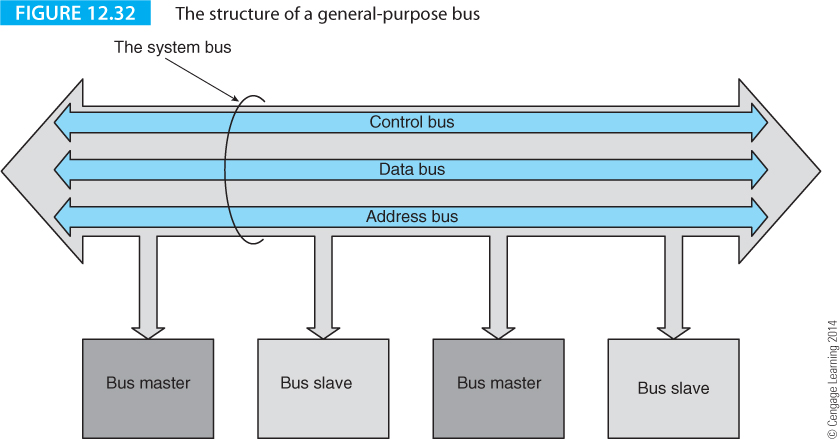 FIGURE 12.32 The structure of a general-purpose bus
The system bus
Control bus
Data bus
Address bus
Bus master
Bus slave
Bus master
Bus slave
© Cengage Learning 2014